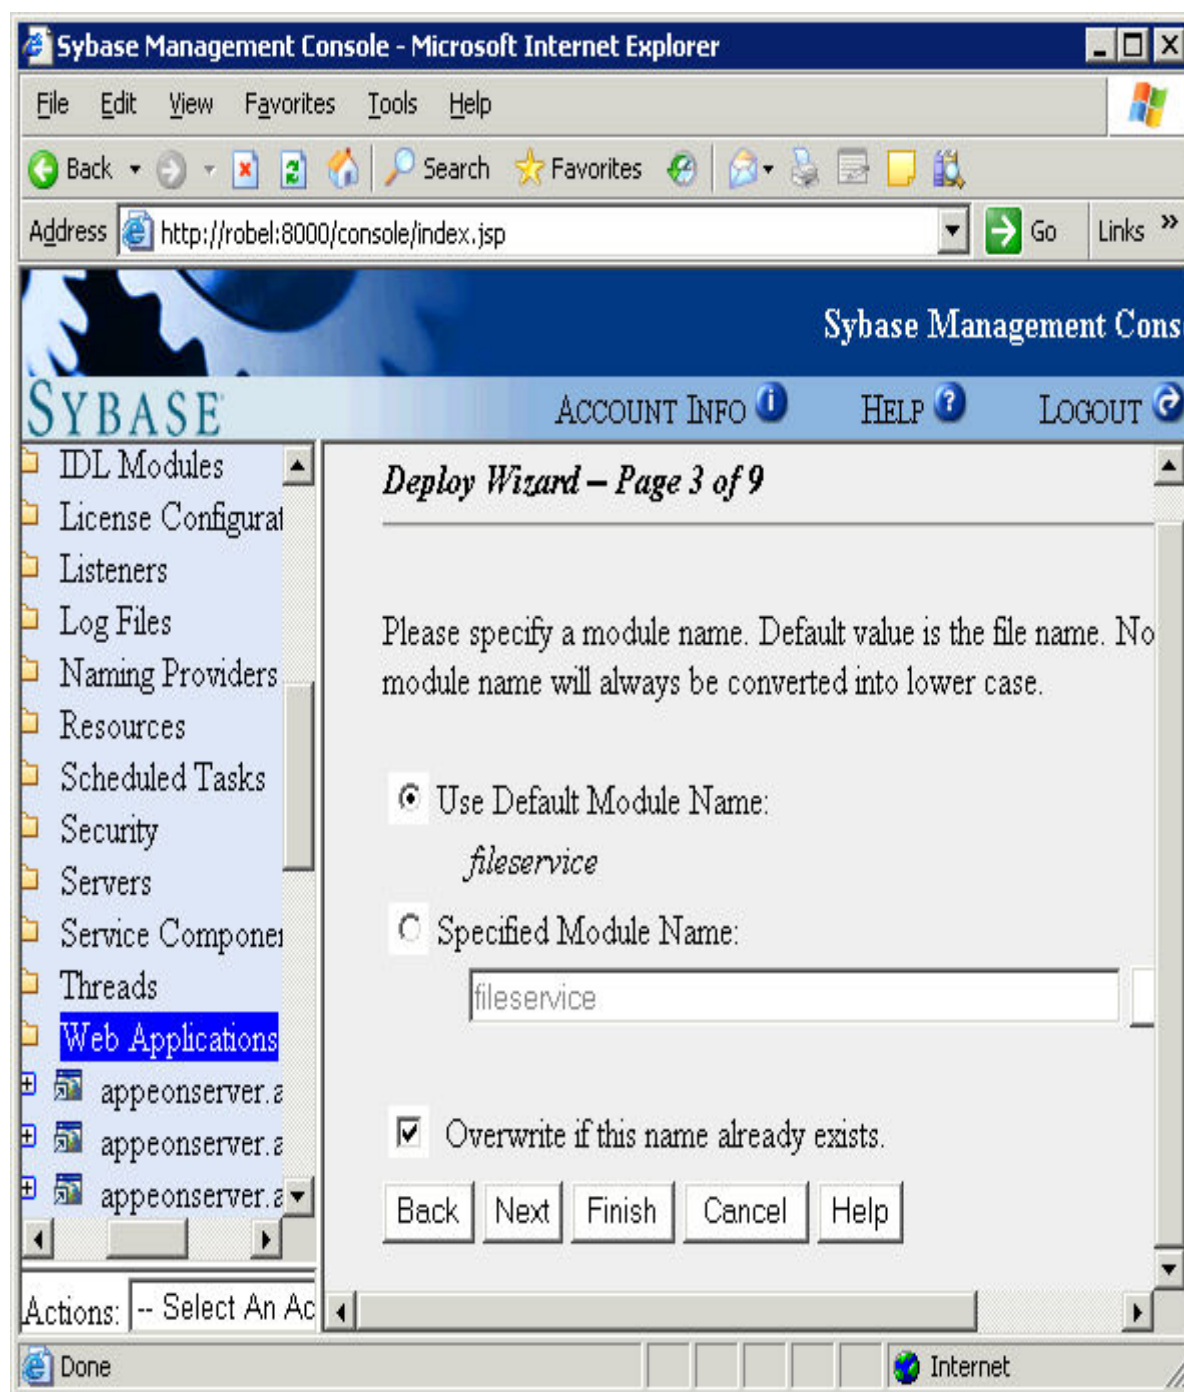 Sybase Management Console - Microsoft Internet Explorer
File Edit View Favorites Tools Help
Back Search Favorites
Address http://robel:8000/console/index.jsp Go Links »
Sybase Management Cons
SYBASE ACCOUNT INFO HELP LOGOUT
IDL Modules
License Configurat
Listeners
Log Files
Naming Providers
Resources
Scheduled Tasks
Security
Servers
Service Componen
Threads
Web Applications
appeonserver.a
appeonserver.a
appeonserver.a
Actions: -- Select An Ac
Deploy Wizard – Page 3 of 9
Please specify a module name. Default value is the file name. No
module name will always be converted into lower case.
Use Default Module Name:
fileservice
Specified Module Name:
fileservice
Overwrite if this name already exists.
Back Next Finish Cancel Help
Done Internet